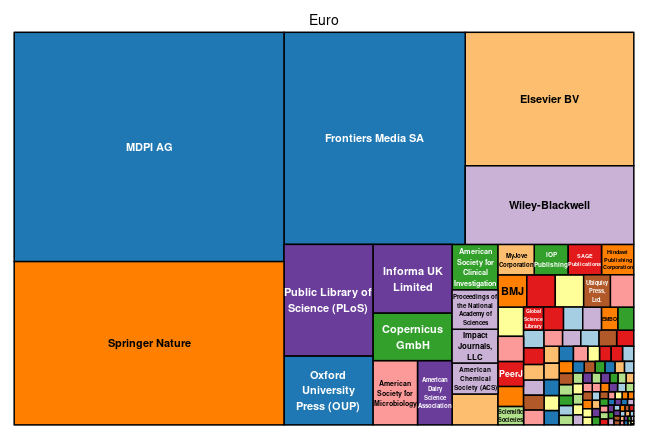 Euro
MDPI AG
Frontiers Media SA
Elsevier BV
Wiley-Blackwell
Springer Nature
Public Library of
Science (PLoS)
Informa UK
Limited
Copernicus
GmbH
Oxford
University
Press (OUP)
American
Society for
Microbiology
American
Dairy
Science
Association
American
Society for
Clinical
Investigation
Proceedings of
the National
Academy of
Sciences
Impact
Journals,
LLC
American
Chemical
Society (ACS)
MyJove
Corporation
IOP
Publishing
SAGE
Publications
Hindawi
Publishing
Corporation
BMJ
Ubiquity
Press,
Ltd.
Global
Science
Library
EMBO
PeerJ
Scientific
Societies